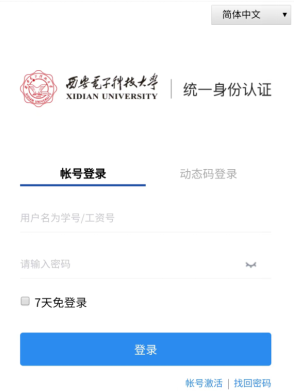 简体中文
西安电子科技大学
XIDIAN UNIVERSITY
统一身份认证
帐号登录 动态码登录
用户名为学号/工资号
请输入密码
7天免登录
登录
帐号激活 | 找回密码